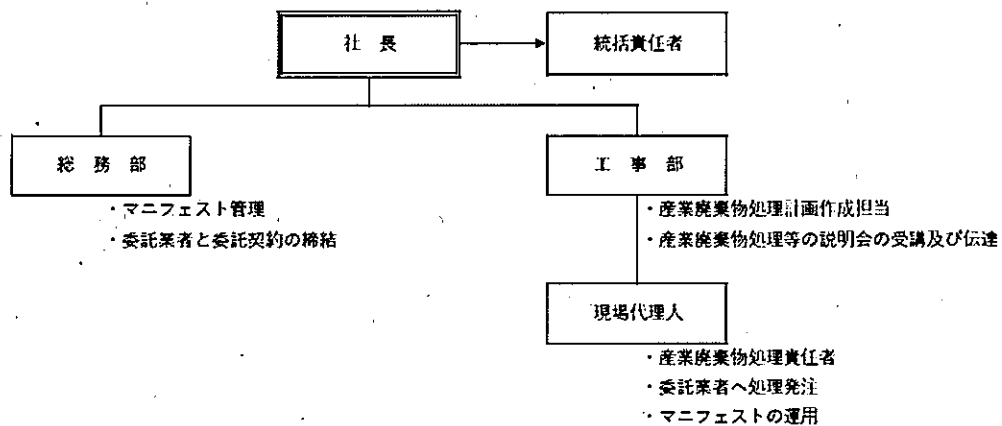 社 長
統括責任者
総 務 部
工 事 部
・マニフェスト管理
・委託業者と委託契約の締結
・産業廃棄物処理計画作成担当
・産業廃棄物処理等の説明会の受講及び伝達
現場代理人
・産業廃棄物処理責任者
・委託業者へ処理発注
・マニフェストの運用